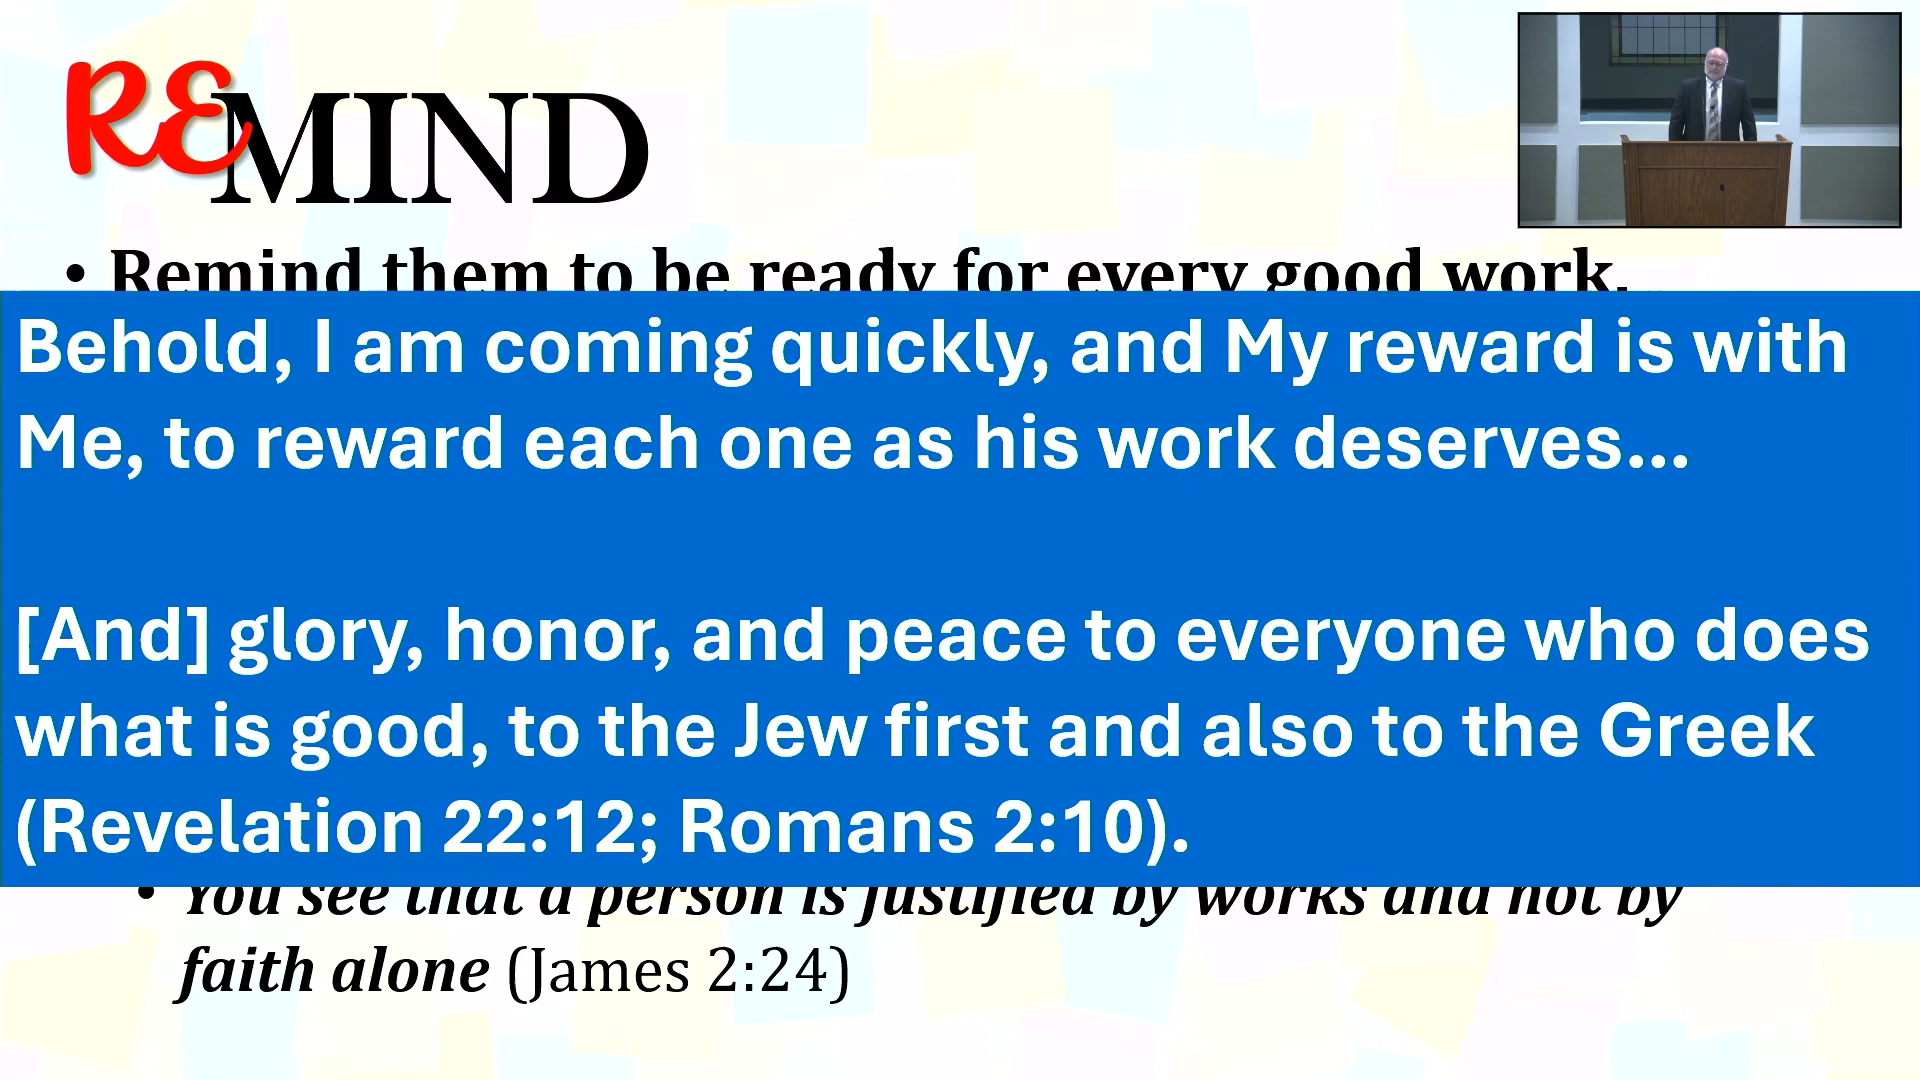 REMIND
• Remind them to be ready for every good work.
Behold, I am coming quickly, and My reward is with
Me, to reward each one as his work deserves...
[And] glory, honor, and peace to everyone who does
what is good, to the Jew first and also to the Greek
(Revelation 22:12; Romans 2:10).
• You see that a person is justified by works and not by
faith alone (James 2:24)